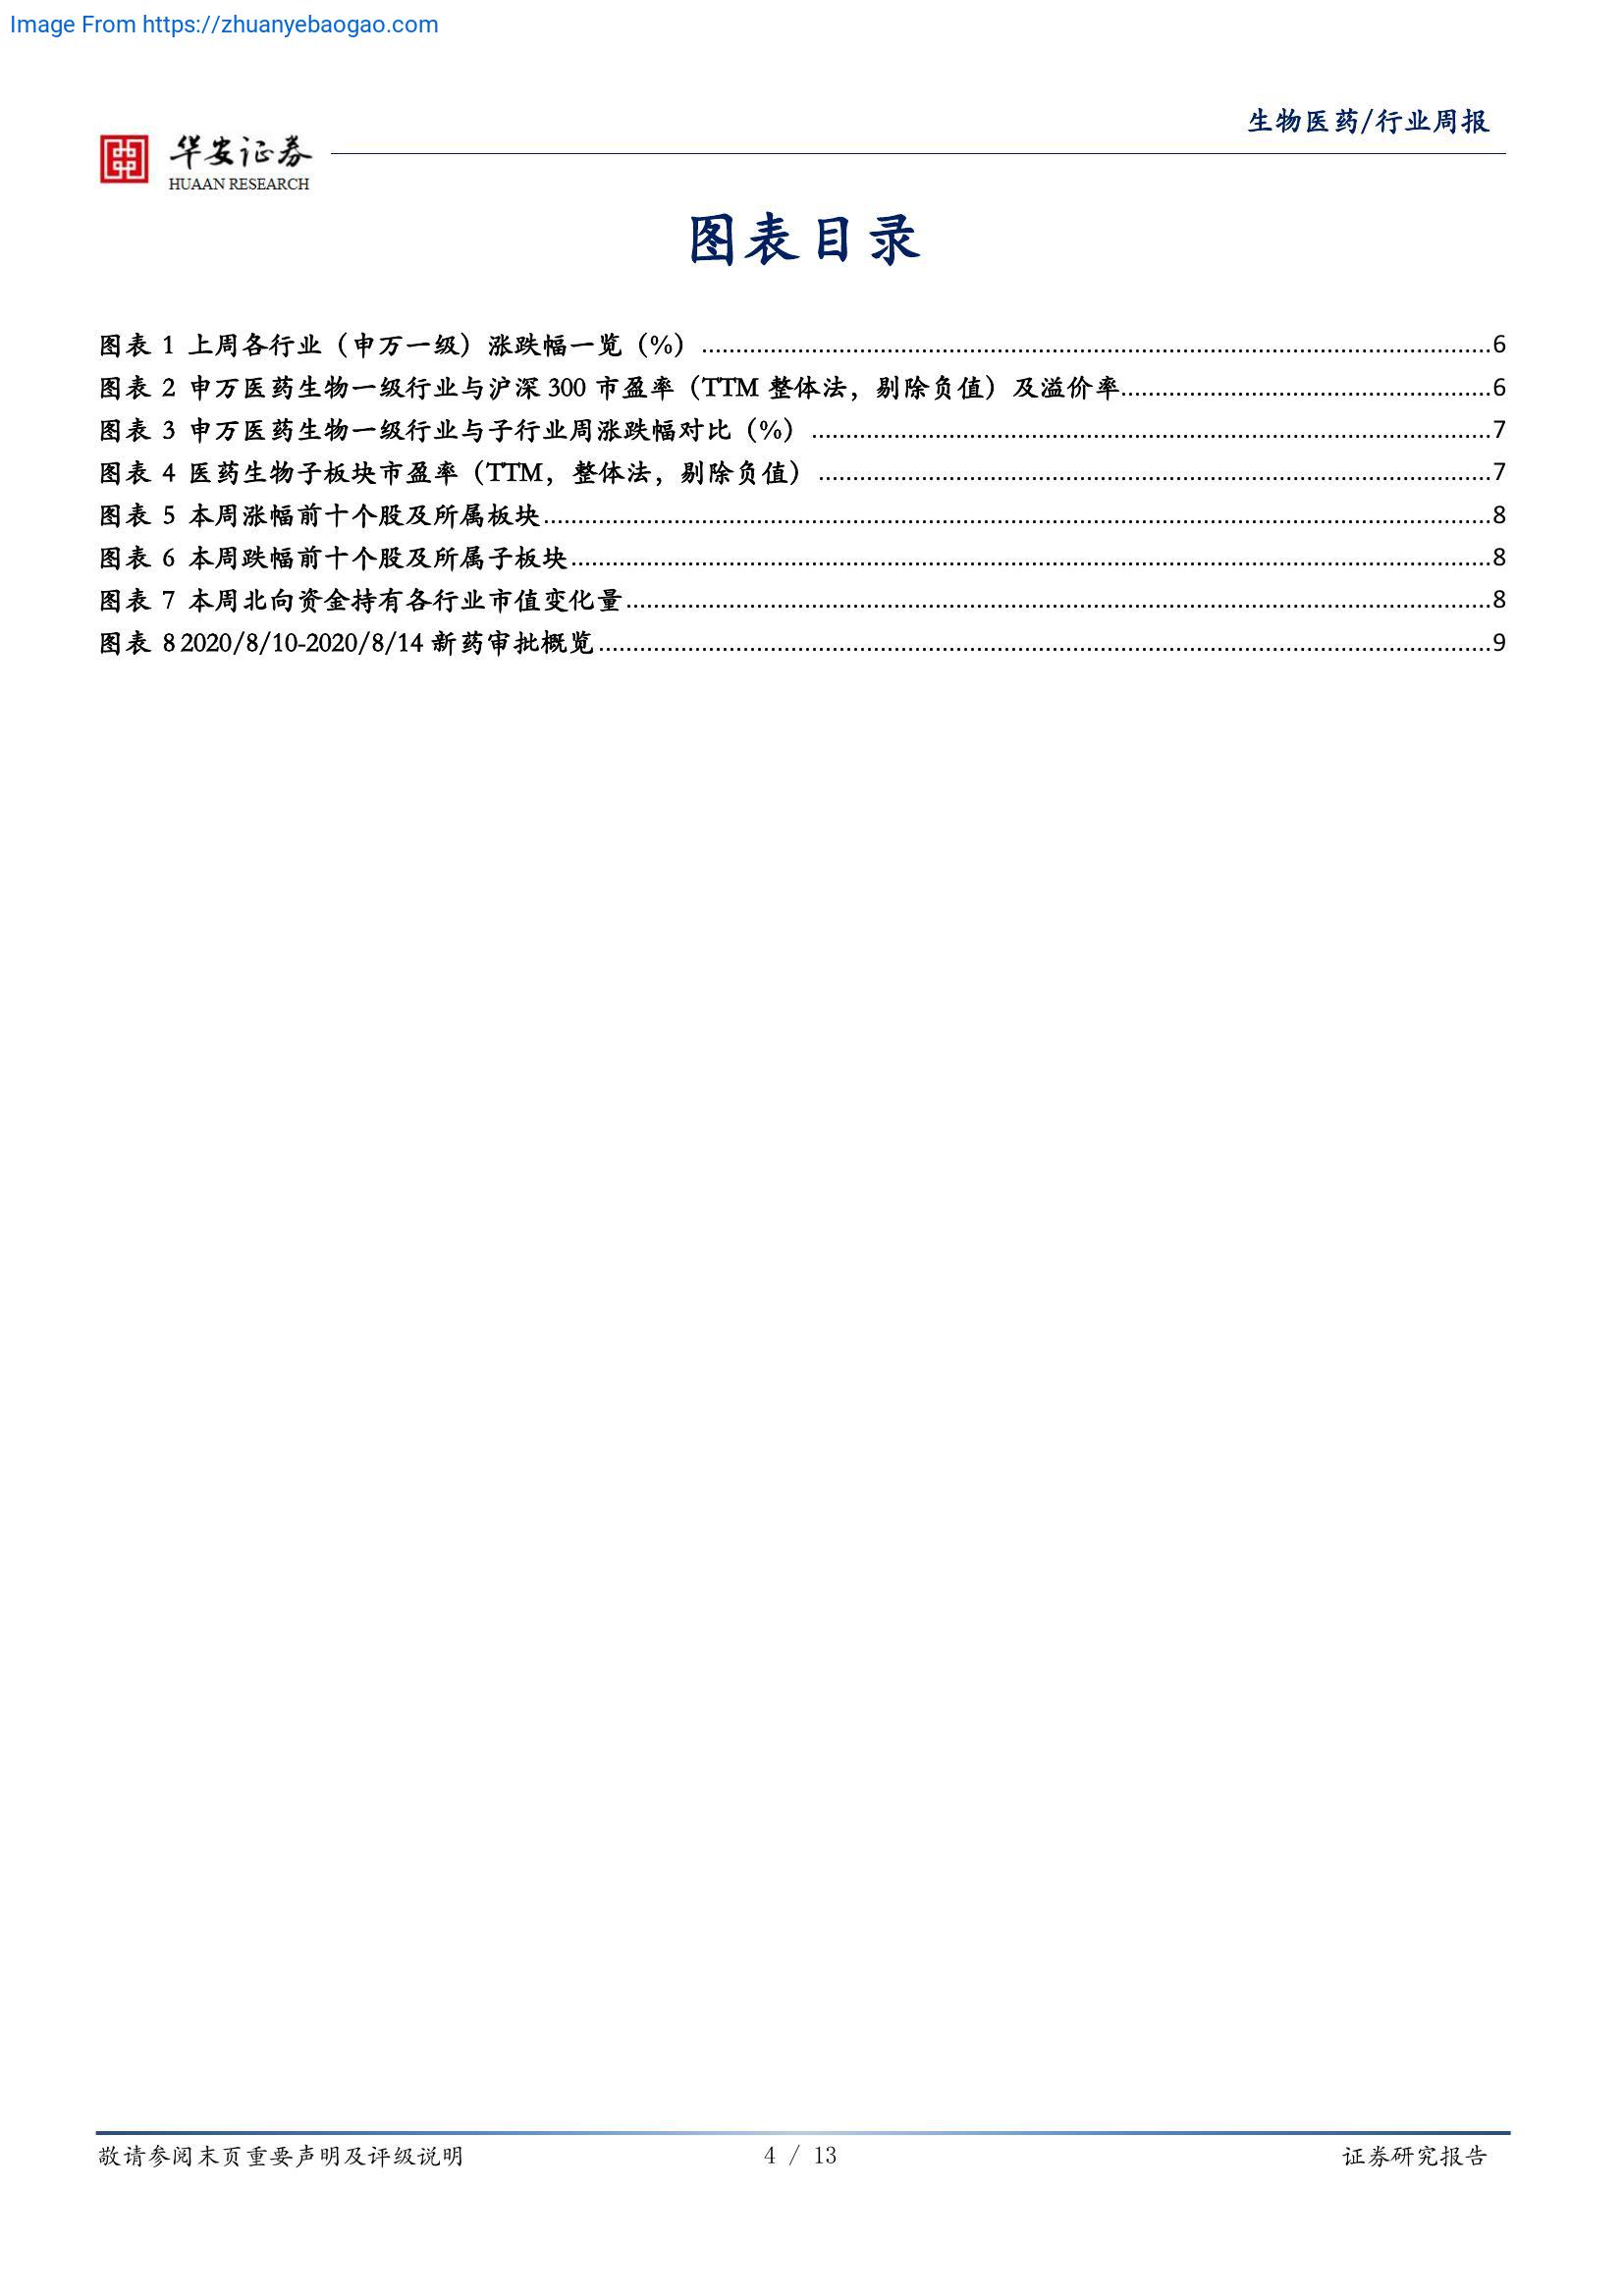 Image From https://zhuanyebaogao.com
生物医药/行业周报
华安证券
HUAAN RESEARCH
图表目录
图表 1 上周各行业（申万一级）涨跌幅一览（%）......6
图表 2 申万医药生物一级行业与沪深 300 市盈率（TTM 整体法，剔除负值）及溢价率......6
图表 3 申万医药生物一级行业与子行业周涨跌幅对比（%）......7
图表 4 医药生物子板块市盈率（TTM，整体法，剔除负值）......7
图表 5 本周涨幅前十个股及所属板块......8
图表 6 本周跌幅前十个股及所属子板块......8
图表 7 本周北向资金持有各行业市值变化量......8
图表 8 2020/8/10-2020/8/14 新药审批概览......9
敬请参阅末页重要声明及评级说明 4 / 13 证券研究报告